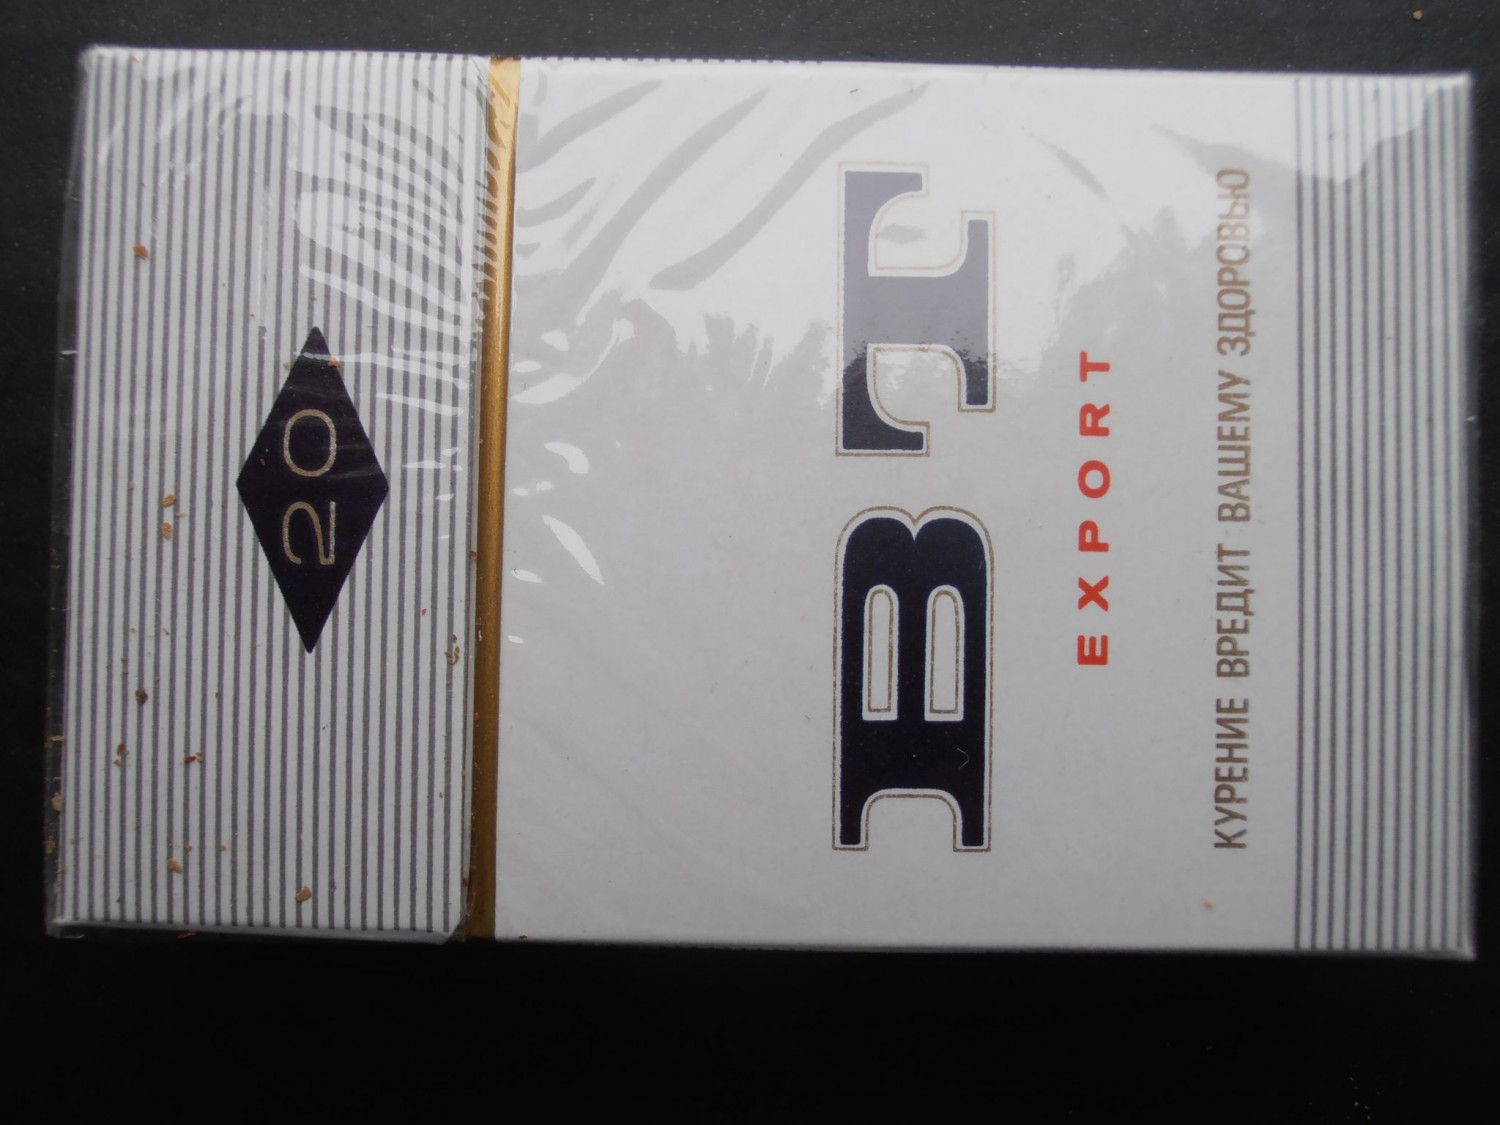 20
BT
EXPORT
КУРЕНИЕ ВРЕДИТ ВАШЕМУ ЗДОРОВЬЮ